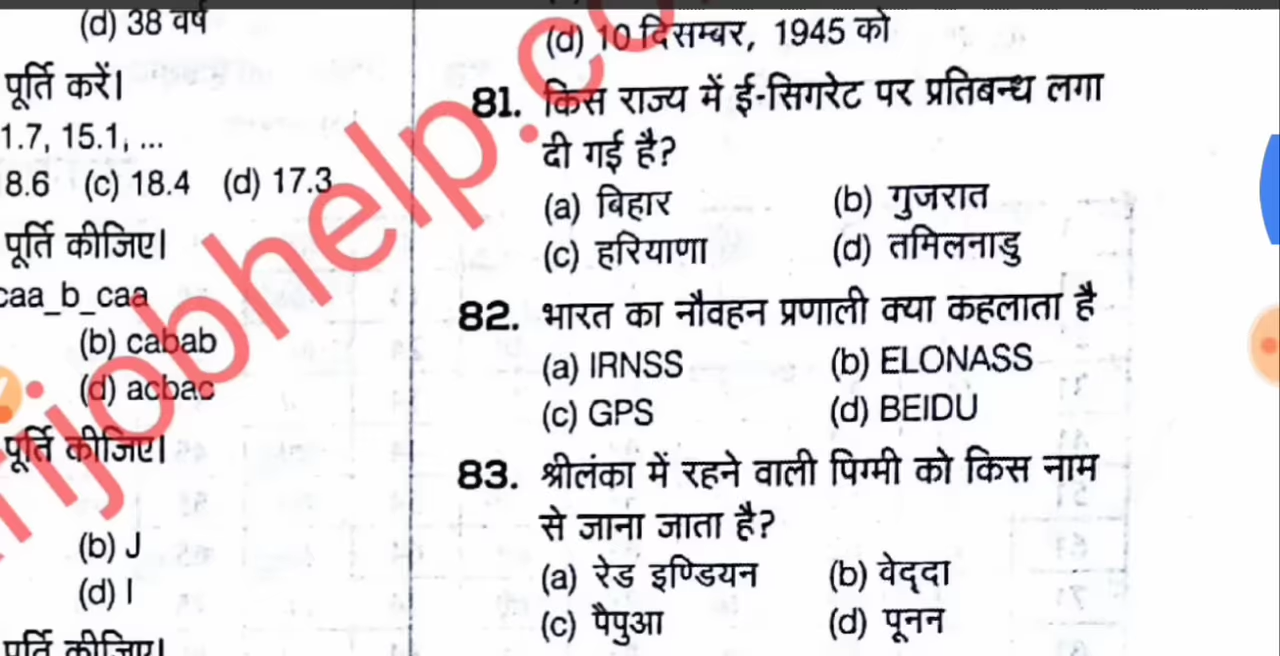 (d) 38 वर्ष
पूर्ति करें।
1.7, 15.1, ...
8.6 (c) 18.4 (d) 17.3
पूर्ति कीजिए।
caa_b_caa
(b) cabab
(d) acbac
पूर्ति कीजिए।
(b) J
(d) I
पूर्ति कीजिए।
(d) 10 दिसम्बर, 1945 को
81. किस राज्य में ई-सिगरेट पर प्रतिबन्ध लगा
दी गई है?
(a) बिहार (b) गुजरात
(c) हरियाणा (d) तमिलनाडु
82. भारत का नौवहन प्रणाली क्या कहलाता है
(a) IRNSS (b) ELONASS
(c) GPS (d) BEIDU
83. श्रीलंका में रहने वाली पिग्मी को किस नाम
से जाना जाता है?
(a) रेड इण्डियन (b) वेद्दा
(c) पैपुआ (d) पूनन
ijobhelp.co